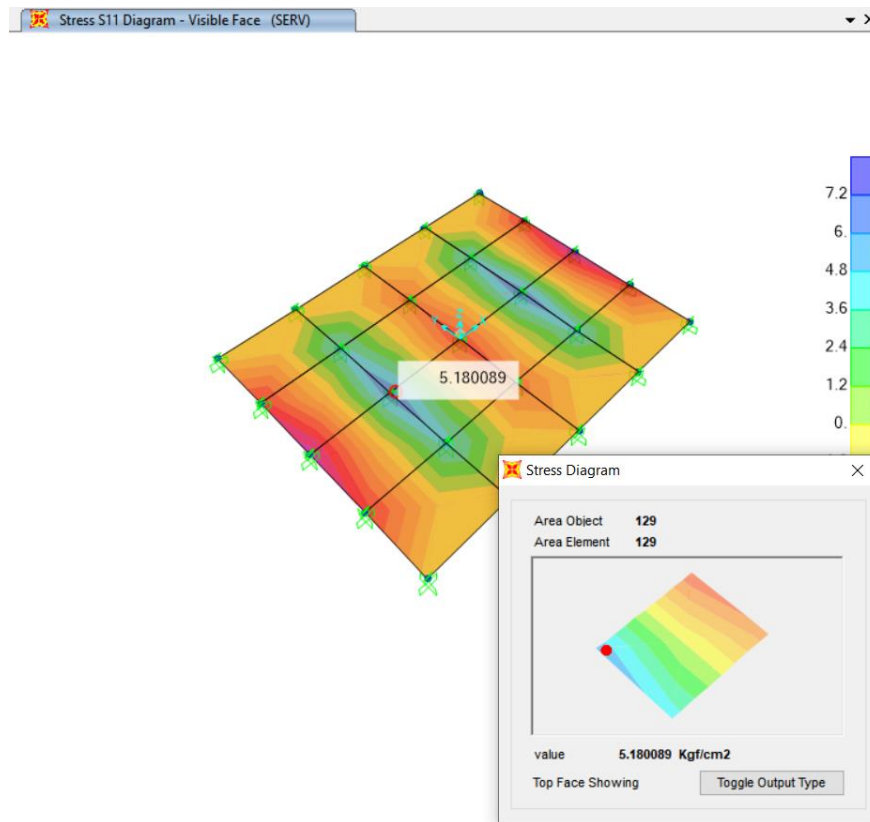 Stress S11 Diagram - Visible Face (SERV)
7.2
6.
4.8
3.6
2.4
1.2
0.
5.180089
Stress Diagram
Area Object 129
Area Element 129
value 5.180089 Kgf/cm2
Top Face Showing Toggle Output Type